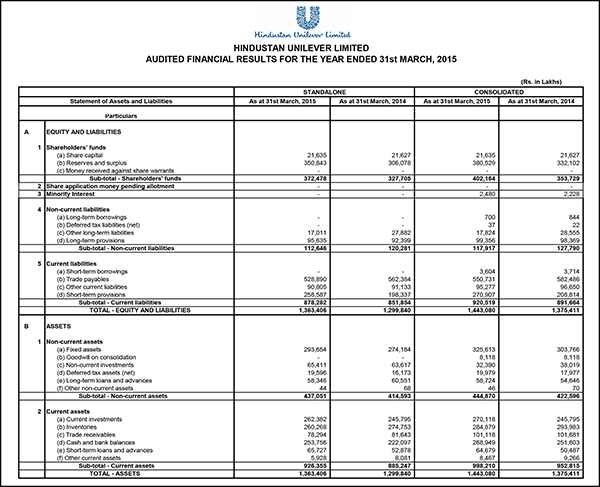 Hindustan Unilever Limited
HINDUSTAN UNILEVER LIMITED
AUDITED FINANCIAL RESULTS FOR THE YEAR ENDED 31st MARCH, 2015
(Rs. in Lakhs)
STANDALONE CONSOLIDATED
Statement of Assets and Liabilities As at 31st March, 2015 As at 31st March, 2014 As at 31st March, 2015 As at 31st March, 2014
Particulars
A EQUITY AND LIABILITIES
1 Shareholders' funds
(a) Share capital 21,635 21,627 21,635 21,627
(b) Reserves and surplus 350,843 306,078 380,529 332,102
(c) Money received against share warrants - - - -
Sub-total - Shareholders' funds 372,478 327,705 402,164 353,729
2 Share application money pending allotment - - - -
3 Minority Interest - - 2,480 2,228
4 Non-current liabilities
(a) Long-term borrowings - - 700 844
(b) Deferred tax liabilities (net) - - 37 22
(c) Other long-term liabilities 17,011 27,882 17,824 28,555
(d) Long-term provisions 95,635 92,399 99,356 98,369
Sub-total - Non-current liabilities 112,646 120,281 117,917 127,790
5 Current liabilities
(a) Short-term borrowings - - 3,604 3,714
(b) Trade payables 528,890 562,384 550,731 582,486
(c) Other current liabilities 90,805 91,133 95,277 96,650
(d) Short-term provisions 258,587 198,337 270,907 208,814
Sub-total - Current liabilities 878,282 851,854 920,519 891,664
TOTAL - EQUITY AND LIABILITIES 1,363,406 1,299,840 1,443,080 1,375,411
B ASSETS
1 Non-current assets
(a) Fixed assets 293,654 274,184 325,613 303,766
(b) Goodwill on consolidation - - 8,118 8,118
(c) Non-current investments 65,411 63,617 32,390 38,019
(d) Deferred tax assets (net) 19,596 16,173 19,979 17,977
(e) Long-term loans and advances 58,346 60,551 58,724 54,646
(f) Other non-current assets 44 68 46 70
Sub-total - Non-current assets 437,051 414,593 444,870 422,596
2 Current assets
(a) Current investments 262,382 245,795 270,118 245,795
(b) Inventories 260,268 274,753 284,879 293,983
(c) Trade receivables 78,294 81,643 101,118 101,681
(d) Cash and bank balances 253,756 222,097 268,949 251,603
(e) Short-term loans and advances 65,727 52,878 64,679 50,487
(f) Other current assets 5,928 8,081 8,467 9,266
Sub-total - Current assets 926,355 885,247 998,210 952,815
TOTAL - ASSETS 1,363,406 1,299,840 1,443,080 1,375,411